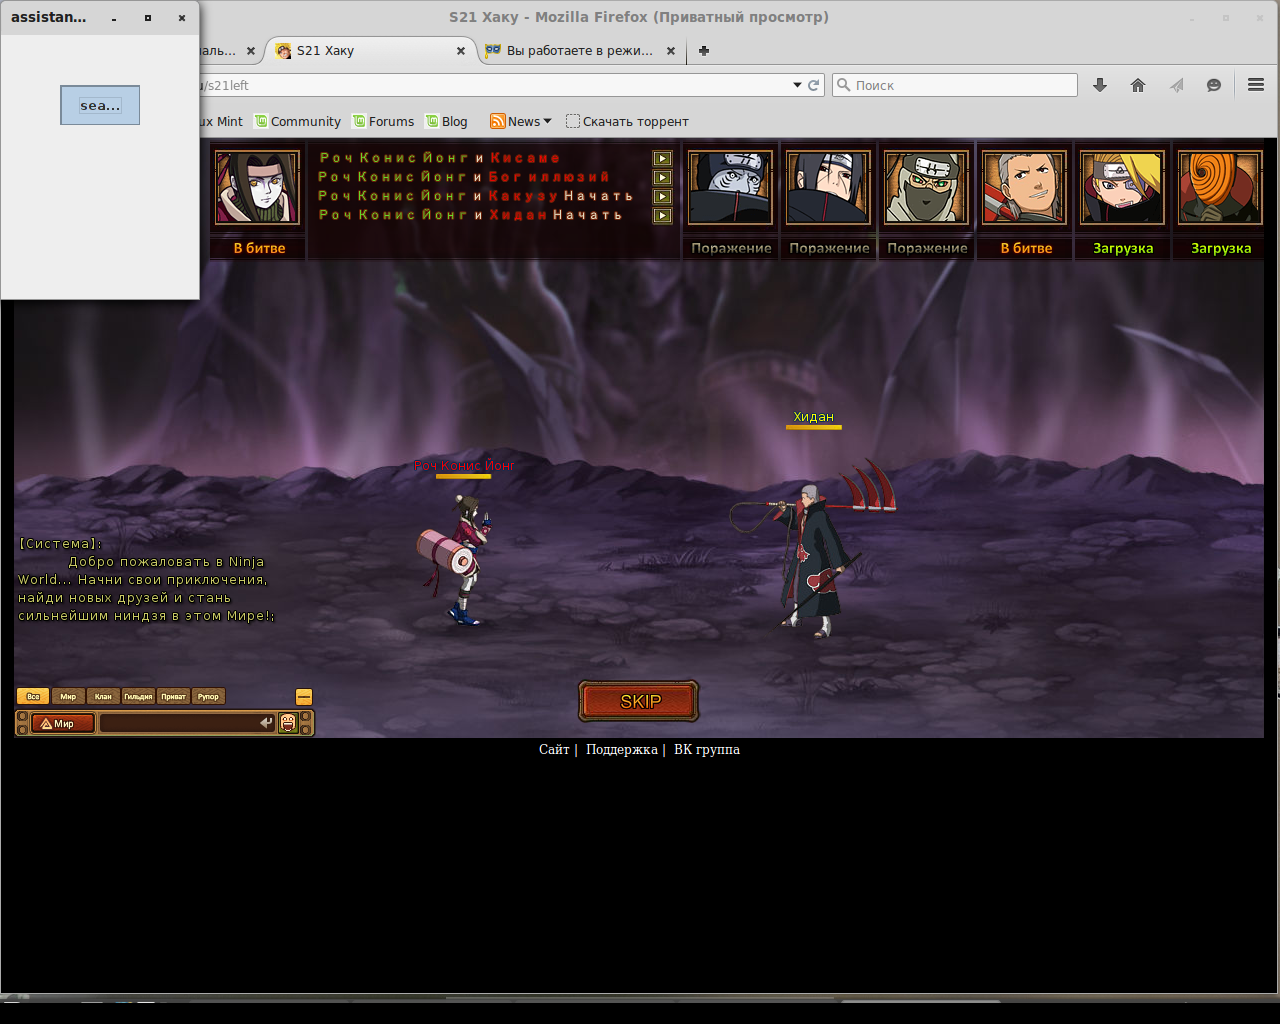 assistan...
S21 Хаку - Mozilla Firefox (Приватный просмотр)
sea...
аль...
S21 Хаку
Вы работаете в режи...
/s21left
Поиск
ux Mint
Community
Forums
Blog
News
Скачать торрент
Роч Конис Йонг и Кисаме
Роч Конис Йонг и Бог иллюзий
Роч Конис Йонг и Какузу Начать
Роч Конис Йонг и Хидан Начать
В битве
Поражение
Поражение
Поражение
В битве
Загрузка
Загрузка
Хидан
Роч Конис Йонг
【Система】:
Добро пожаловать в Ninja
World... Начни свои приключения,
найди новых друзей и стань
сильнейшим ниндзя в этом Мире!;
Все
Мир
Клан
Гильдия
Приват
Рупор
Мир
SKIP
Сайт | Поддержка | ВК группа